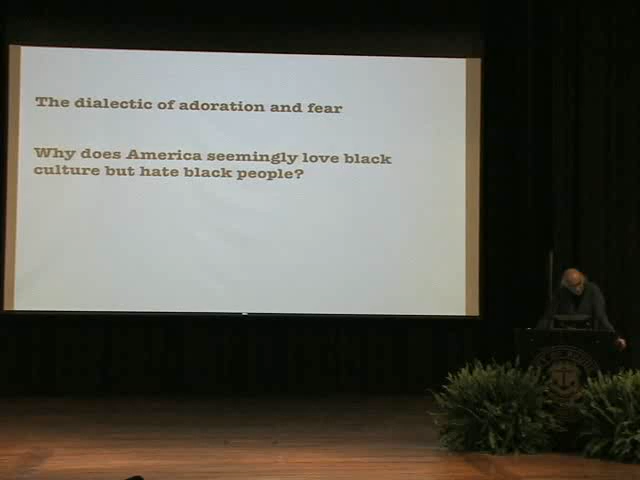 The dialectic of adoration and fear
Why does America seemingly love black
culture but hate black people?